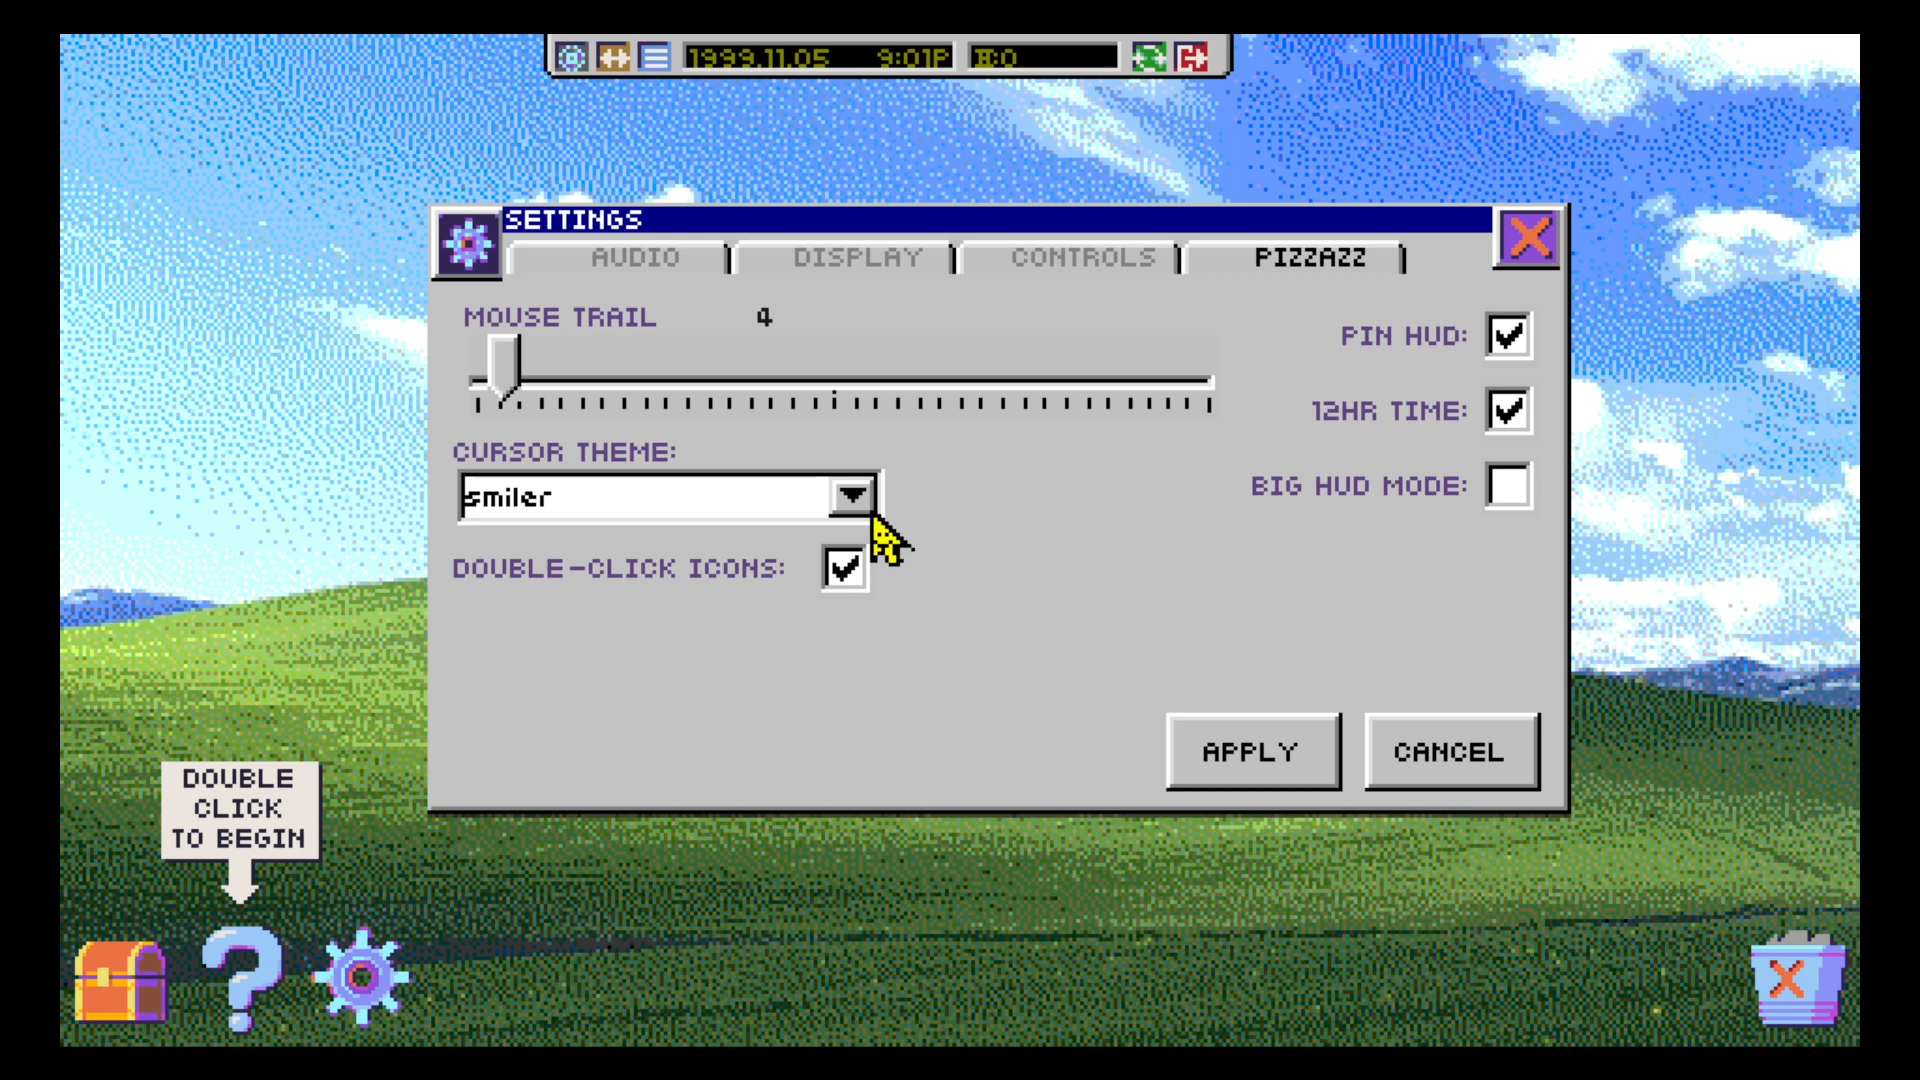 1999.11.05 9:01P
0
SETTINGS
AUDIO DISPLAY CONTROLS PIZZAZZ
MOUSE TRAIL 4
PIN HUD:
12HR TIME:
CURSOR THEME:
smiler
BIG HUD MODE:
DOUBLE-CLICK ICONS:
APPLY CANCEL
DOUBLE
CLICK
TO BEGIN